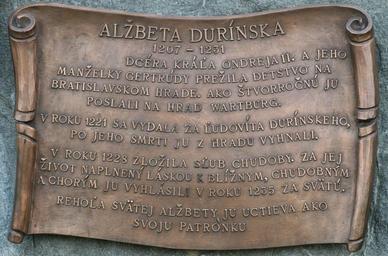 ALŽBETA DURÍNSKA
1207 – 1231
DCÉRA KRÁĽA ONDREJA II. A JEHO
MANŽELKY GERTRÚDY PREŽILA DETSTVO NA
BRATISLAVSKOM HRADE. AKO ŠTVORROČNÚ JU
POSLALI NA HRAD WARTBURG.
V ROKU 1221 SA VYDALA ZA ĽUDOVÍTA DURÍNSKEHO,
PO JEHO SMRTI JU Z HRADU VYHNALI.
V ROKU 1228 ZLOŽILA SĽUB CHUDOBY. ZA JEJ
ŽIVOT NAPLNENÝ LÁSKOU K BLÍŽNYM, CHUDOBNÝM
A CHORÝM JU VYHLÁSILI V ROKU 1235 ZA SVÄTÚ.
REHOĽA SVÄTEJ ALŽBETY JU UCTIEVA AKO
SVOJU PATRÓNKU